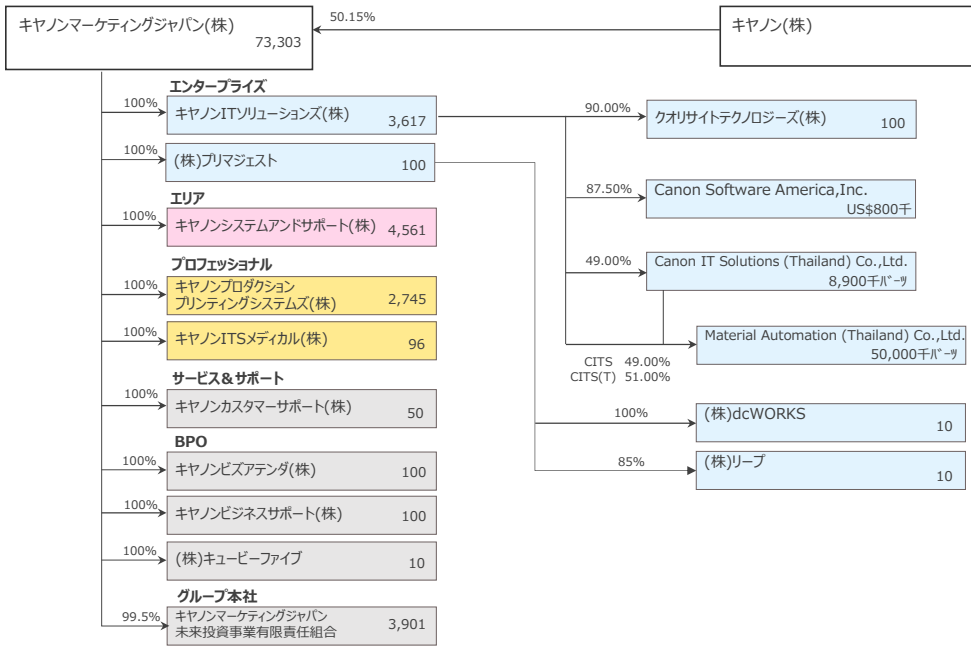 キヤノンマーケティングジャパン(株)
73,303
50.15%
キヤノン(株)
エンタープライズ
100%
キヤノンITソリューションズ(株)
3,617
90.00%
クオリサイトテクノロジーズ(株)
100
100%
(株)プリマジェスト
100
87.50%
Canon Software America,Inc.
US$800千
エリア
100%
キヤノンシステムアンドサポート(株)
4,561
49.00%
Canon IT Solutions (Thailand) Co.,Ltd.
8,900千バーツ
プロフェッショナル
100%
キヤノンプロダクション
プリンティングシステムズ(株)
2,745
100%
キヤノンITSメディカル(株)
96
Material Automation (Thailand) Co.,Ltd.
50,000千バーツ
CITS 49.00%
CITS(T) 51.00%
サービス&サポート
100%
キヤノンカスタマーサポート(株)
50
100%
(株)dcWORKS
10
BPO
100%
キヤノンビズアテンダ(株)
100
85%
(株)リープ
10
100%
キヤノンビジネスサポート(株)
100
100%
(株)キュービーファイブ
10
グループ本社
99.5%
キヤノンマーケティングジャパン
未来投資事業有限責任組合
3,901